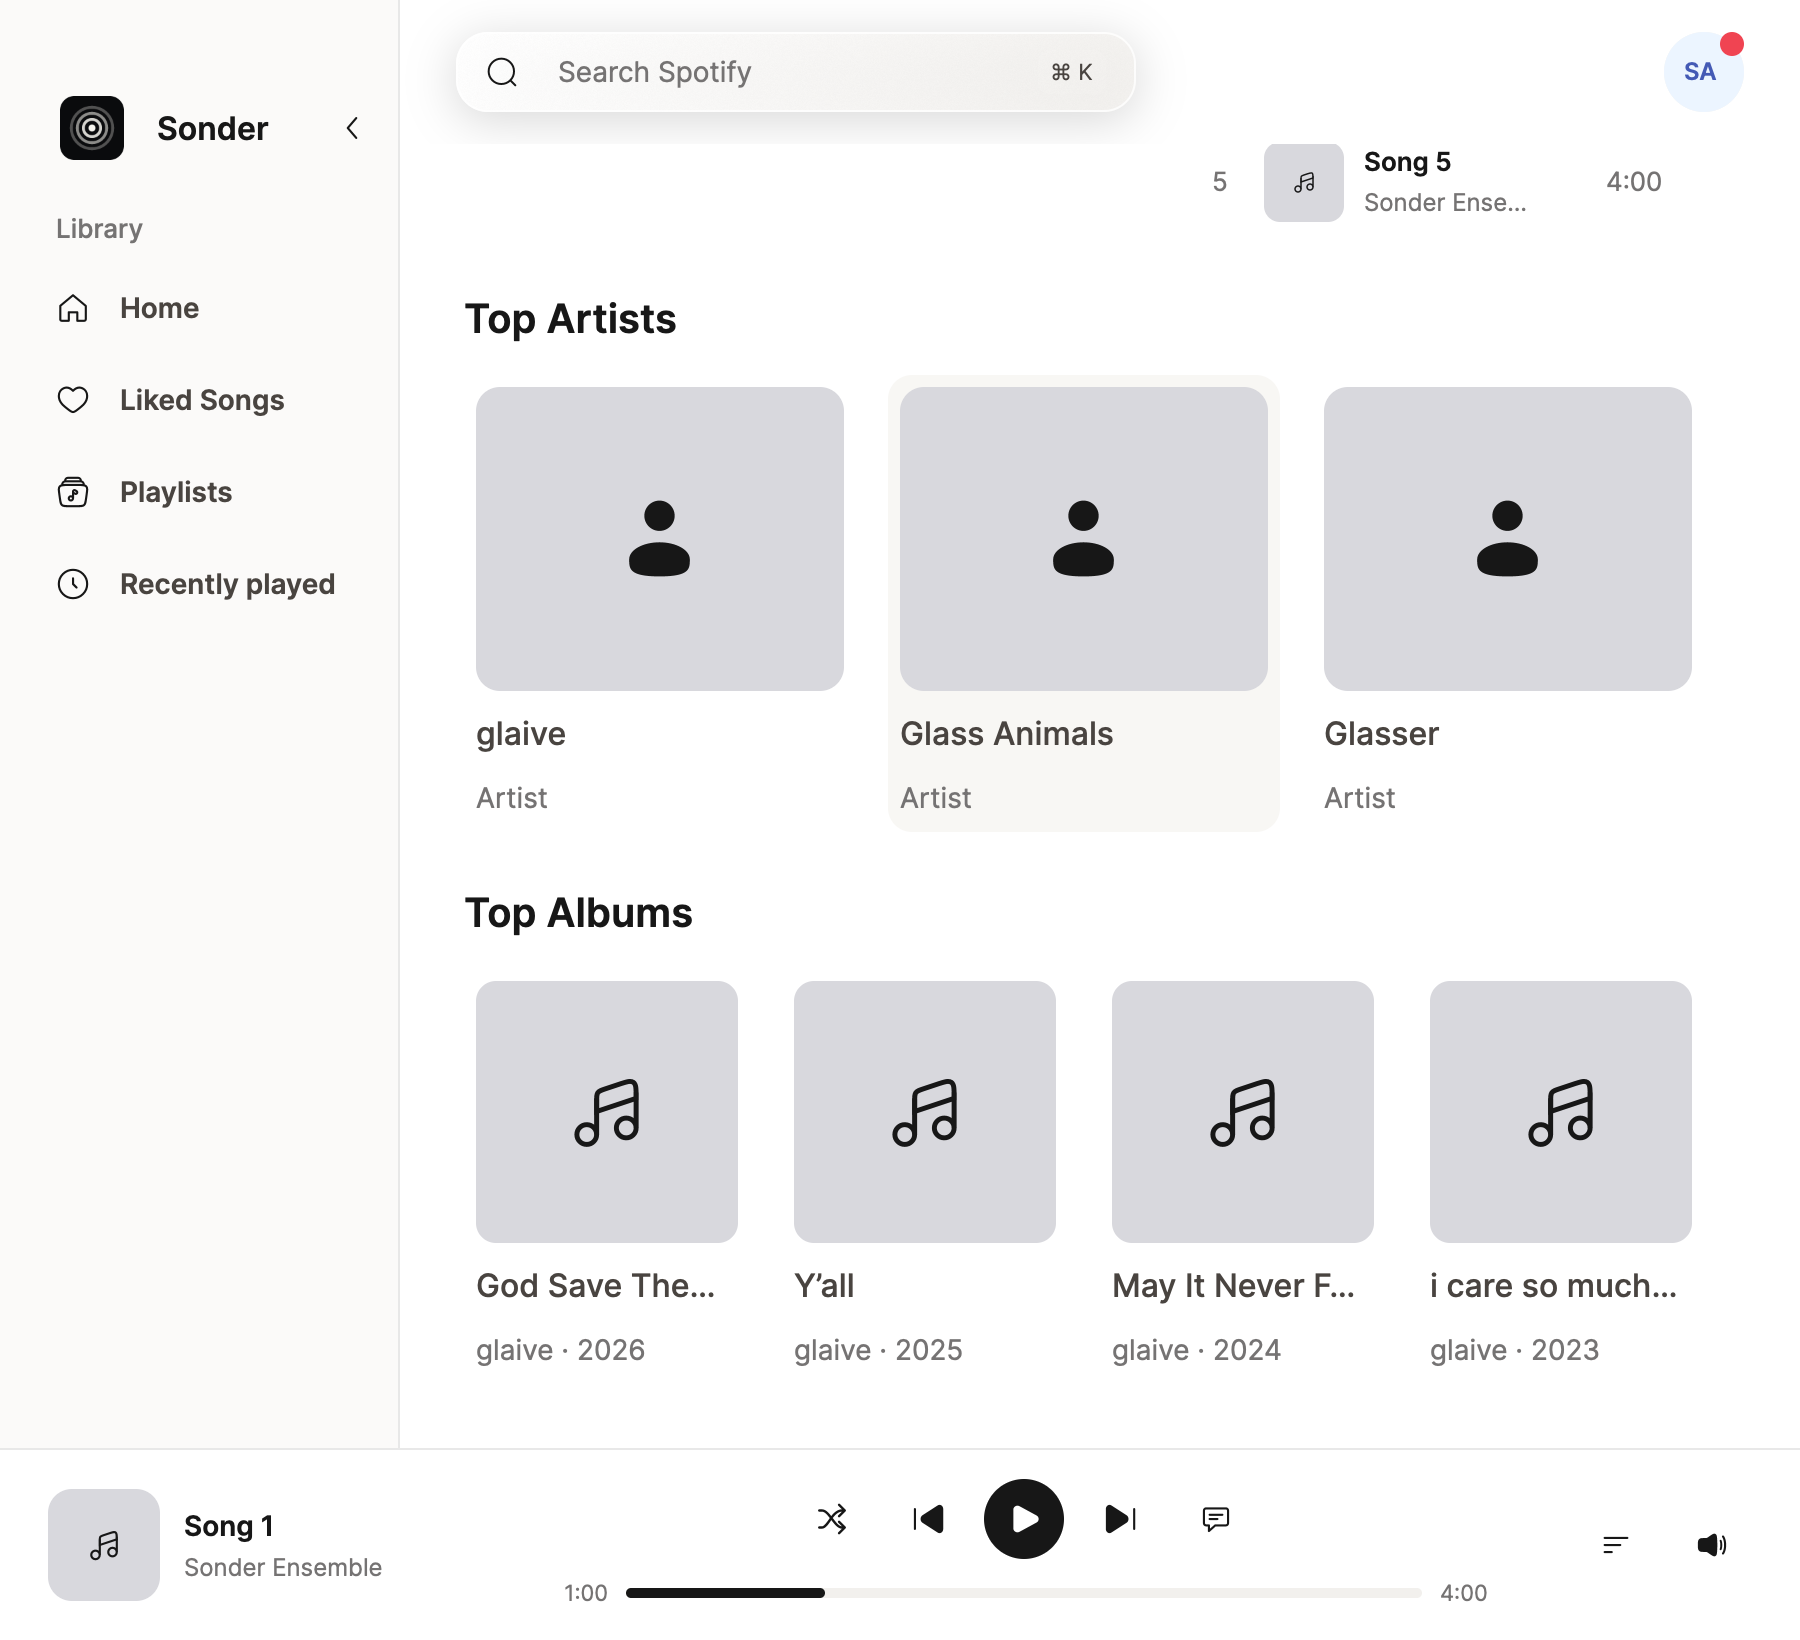 Search Spotify
⌘ K
SA
Sonder
Library
Home
Liked Songs
Playlists
Recently played
5
Song 5
Sonder Ense...
4:00
Top Artists
glaive
Artist
Glass Animals
Artist
Glasser
Artist
Top Albums
God Save The...
glaive · 2026
Y’all
glaive · 2025
May It Never F...
glaive · 2024
i care so much...
glaive · 2023
Song 1
Sonder Ensemble
1:00
4:00